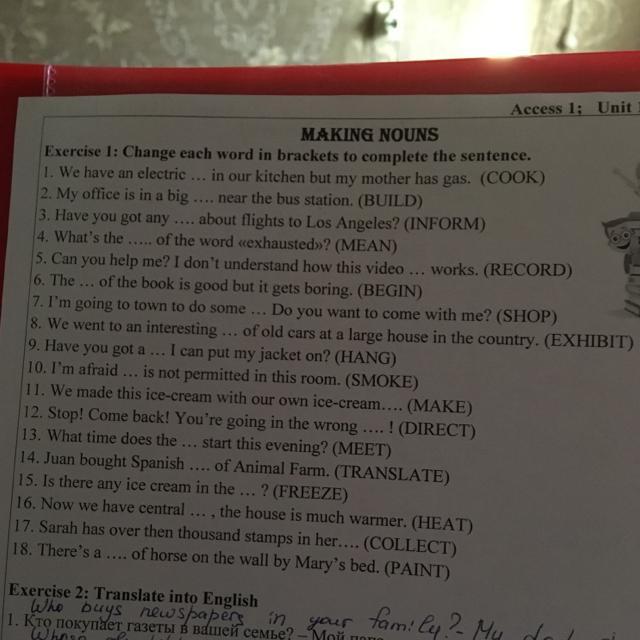 Access 1; Unit
MAKING NOUNS
Exercise 1: Change each word in brackets to complete the sentence.
1. We have an electric … in our kitchen but my mother has gas. (COOK)
2. My office is in a big …. near the bus station. (BUILD)
3. Have you got any …. about flights to Los Angeles? (INFORM)
4. What's the ….. of the word «exhausted»? (MEAN)
5. Can you help me? I don't understand how this video … works. (RECORD)
6. The … of the book is good but it gets boring. (BEGIN)
7. I'm going to town to do some … Do you want to come with me? (SHOP)
8. We went to an interesting … of old cars at a large house in the country. (EXHIBIT)
9. Have you got a … I can put my jacket on? (HANG)
10. I'm afraid … is not permitted in this room. (SMOKE)
11. We made this ice-cream with our own ice-cream…. (MAKE)
12. Stop! Come back! You're going in the wrong …. ! (DIRECT)
13. What time does the … start this evening? (MEET)
14. Juan bought Spanish …. of Animal Farm. (TRANSLATE)
15. Is there any ice cream in the … ? (FREEZE)
16. Now we have central … , the house is much warmer. (HEAT)
17. Sarah has over then thousand stamps in her…. (COLLECT)
18. There's a …. of horse on the wall by Mary's bed. (PAINT)
Exercise 2: Translate into English
Who buys newspapers in your family? My
1. Кто покупает газеты в вашей семье? – Мой папа